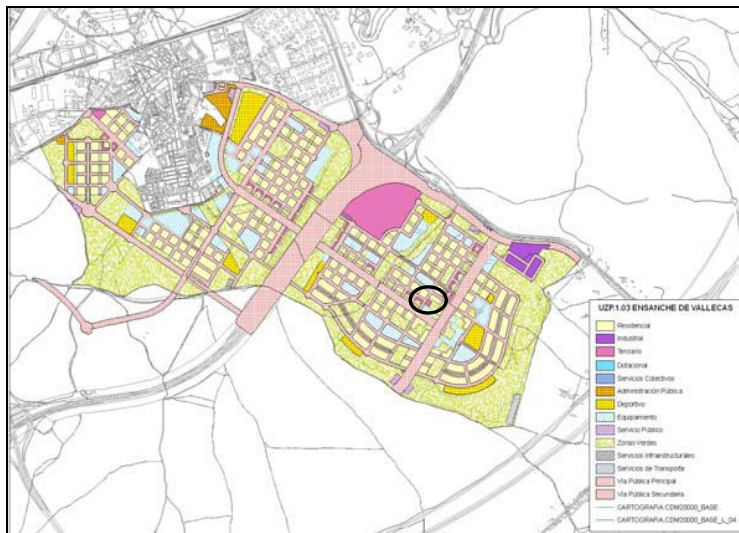 UZP.1.03 ENSANCHE DE VALLECAS
Residencial
Industrial
Terciario
Dotacional
Servicios Colectivos
Administración Pública
Deportivo
Equipamiento
Servicio Público
Zonas Verdes
Servicios Infraestructurales
Servicios de Transporte
Vía Pública Principal
Vía Pública Secundaria
CARTOGRAFIA.CDM20000_BASE
CARTOGRAFIA.CDM20000_BASE_L_04